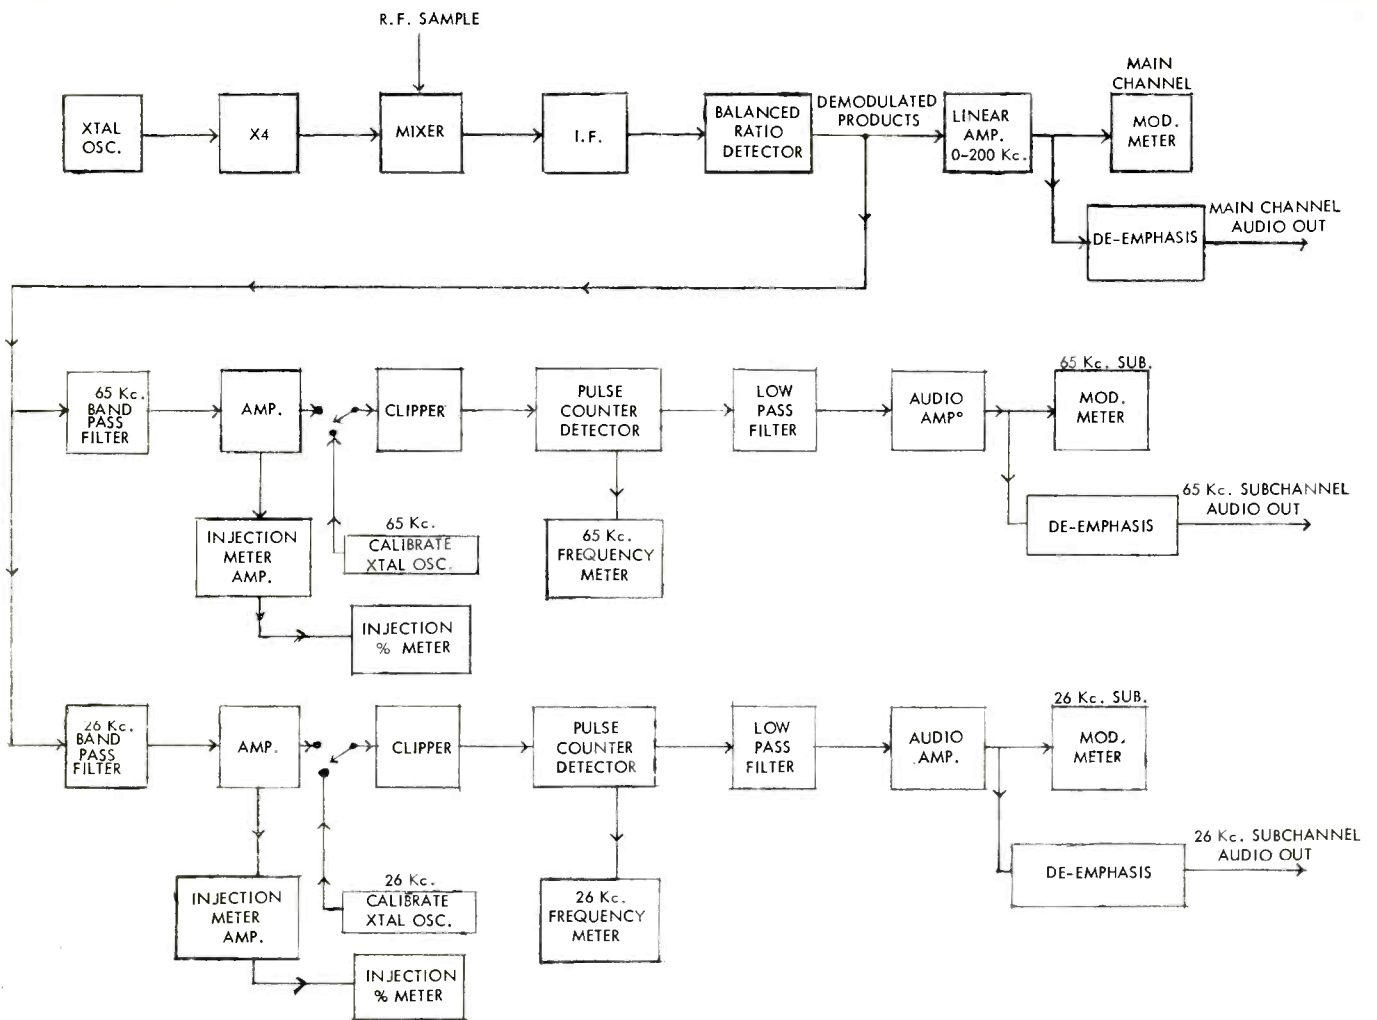 R.F. SAMPLE
XTAL
OSC.
X4
MIXER
I.F.
BALANCED
RATIO
DETECTOR
DEMODULATED
PRODUCTS
LINEAR
AMP.
0-200 Kc.
MAIN
CHANNEL
MOD.
METER
DE-EMPHASIS
MAIN CHANNEL
AUDIO OUT
65 Kc.
BAND
PASS
FILTER
AMP.
CLIPPER
PULSE
COUNTER
DETECTOR
LOW
PASS
FILTER
AUDIO
AMP°
65 Kc. SUB.
MOD.
METER
INJECTION
METER
AMP.
65 Kc.
CALIBRATE
XTAL OSC.
65 Kc.
FREQUENCY
METER
DE-EMPHASIS
65 Kc. SUBCHANNEL
AUDIO OUT
INJECTION
% METER
26 Kc.
BAND
PASS
FILTER
AMP.
CLIPPER
PULSE
COUNTER
DETECTOR
LOW
PASS
FILTER
AUDIO
AMP.
26 Kc. SUB.
MOD.
METER
INJECTION
METER
AMP.
26 Kc.
CALIBRATE
XTAL OSC.
26 Kc.
FREQUENCY
METER
DE-EMPHASIS
26 Kc. SUBCHANNEL
AUDIO OUT
INJECTION
% METER